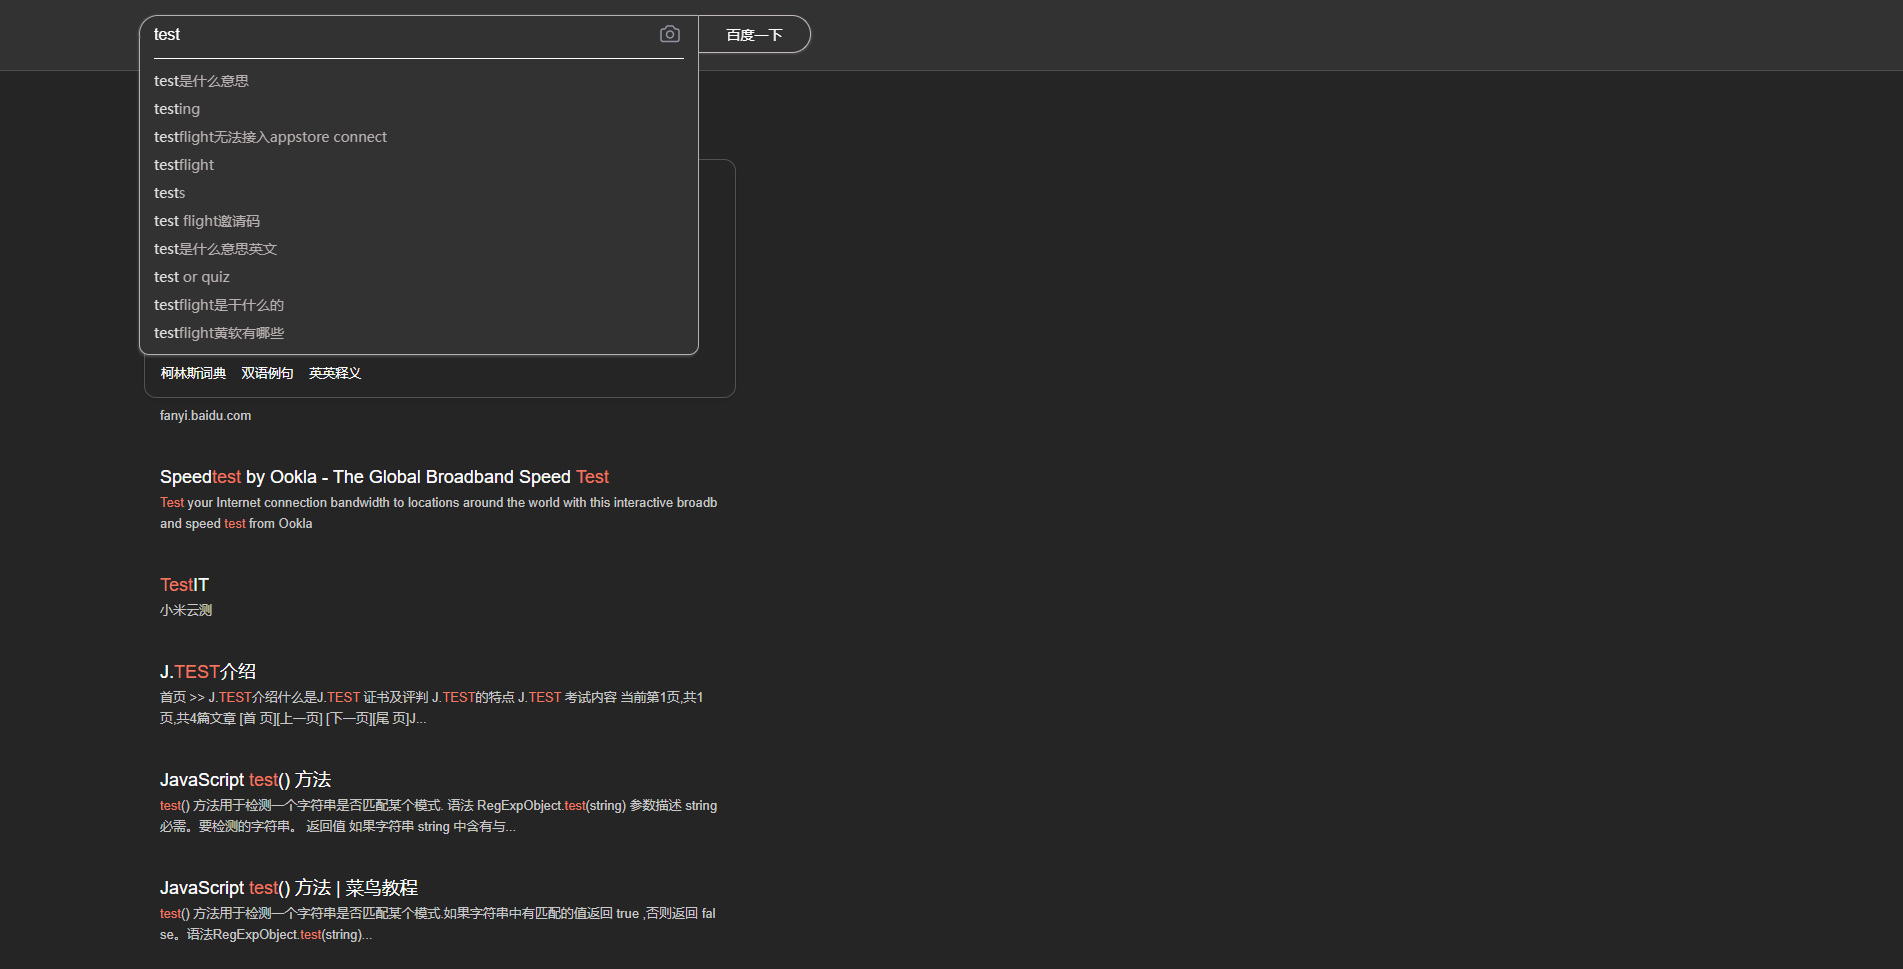 test
百度一下
test是什么意思
testing
testflight无法接入appstore connect
testflight
tests
test flight邀请码
test是什么意思英文
test or quiz
testflight是干什么的
testflight黄软有哪些
柯林斯词典 双语例句 英英释义
fanyi.baidu.com
Speedtest by Ookla - The Global Broadband Speed Test
Test your Internet connection bandwidth to locations around the world with this interactive broadb
and speed test from Ookla
TestIT
小米云测
J.TEST介绍
首页 >> J.TEST介绍什么是J.TEST 证书及评判 J.TEST的特点 J.TEST 考试内容 当前第1页,共1
页,共4篇文章 [首 页][上一页] [下一页][尾 页]J...
JavaScript test() 方法
test() 方法用于检测一个字符串是否匹配某个模式. 语法 RegExpObject.test(string) 参数描述 string
必需。要检测的字符串。 返回值 如果字符串 string 中含有与...
JavaScript test() 方法 | 菜鸟教程
test() 方法用于检测一个字符串是否匹配某个模式.如果字符串中有匹配的值返回 true ,否则返回 fal
se。语法RegExpObject.test(string)...